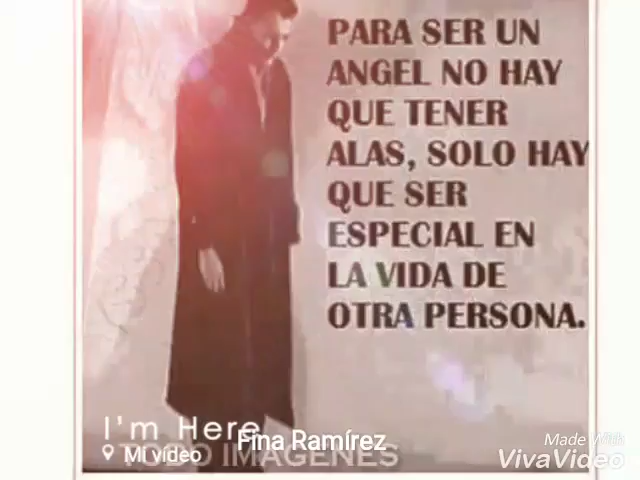 PARA SER UN
ANGEL NO HAY
QUE TENER
ALAS, SOLO HAY
QUE SER
ESPECIAL EN
LA VIDA DE
OTRA PERSONA.
I'm Here
Fina Ramírez
Mi vídeo
TODO IMAGENES
Made With
VivaVideo